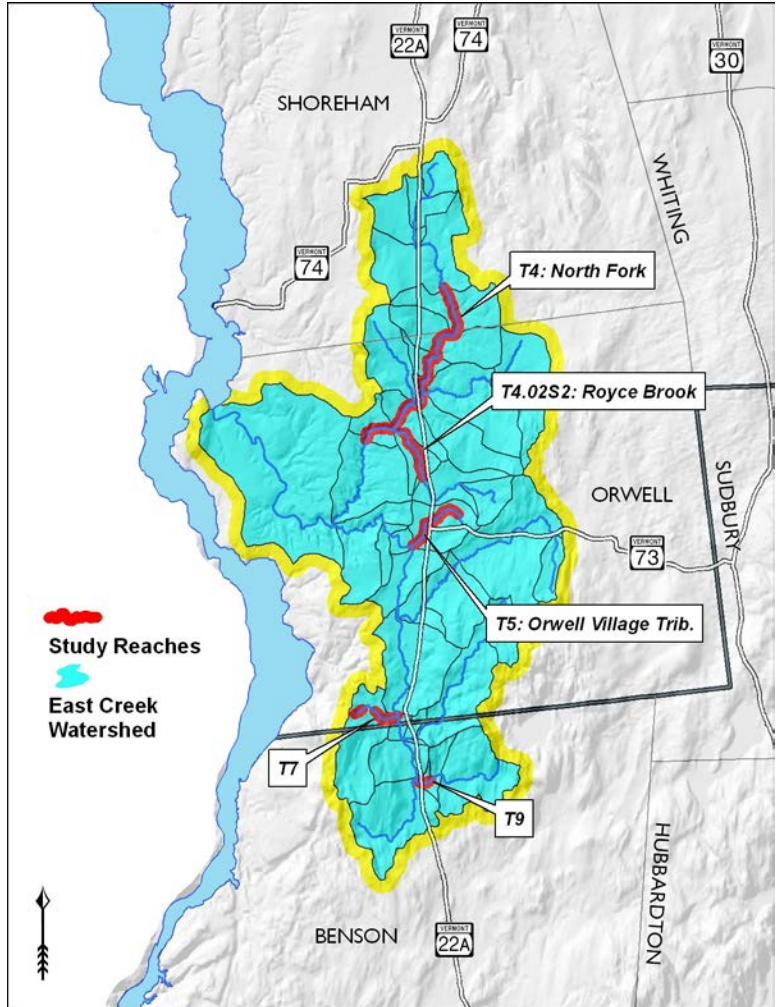 VERMONT
22A
VERMONT
74
VERMONT
30
SHOREHAM
WHITING
VERMONT
74
T4: North Fork
T4.02S2: Royce Brook
ORWELL
SUDBURY
VERMONT
73
T5: Orwell Village Trib.
Study Reaches
East Creek
Watershed
T7
T9
HUBBARDTON
BENSON
VERMONT
22A